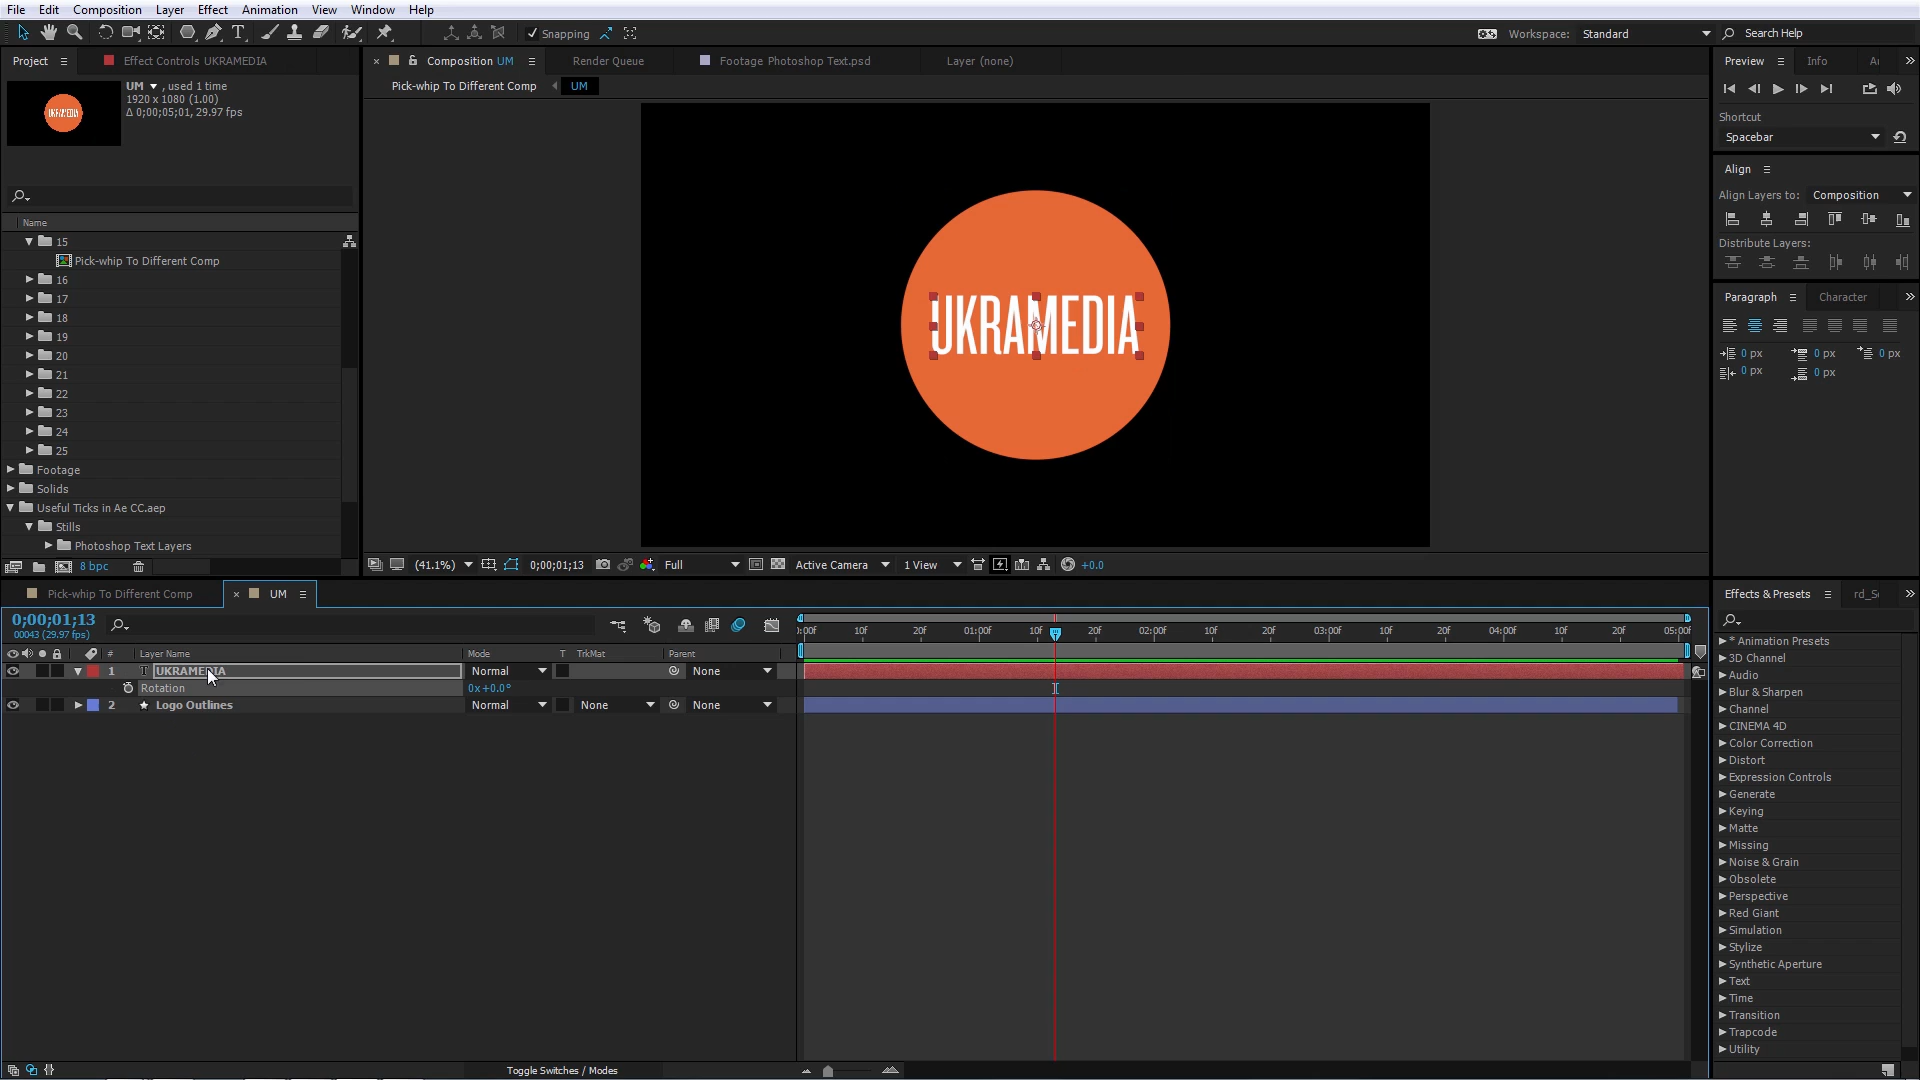 File Edit Composition Layer Effect Animation View Window Help
Snapping
Workspace: Standard
Search Help
Project
Effect Controls UKRAMEDIA
Composition UM
Render Queue
Footage Photoshop Text.psd
Layer (none)
Preview
Info
UM , used 1 time
1920 x 1080 (1.00)
Δ 0;00;05;01, 29.97 fps
UKRAMEDIA
Pick-whip To Different Comp
UM
Shortcut
Spacebar
Align
Align Layers to: Composition
Distribute Layers:
Paragraph
Character
0 px 0 px 0 px
0 px 0 px
Name
15
Pick-whip To Different Comp
16
17
18
19
20
21
22
23
24
25
Footage
Solids
Useful Ticks in Ae CC.aep
Stills
Photoshop Text Layers
8 bpc
UKRAMEDIA
(41.1%) 0;00;01;13 Full Active Camera 1 View +0.0
Pick-whip To Different Comp
UM
0;00;01;13
00043 (29.97 fps)
:00f 10f 20f 01:00f 10f 20f 02:00f 10f 20f 03:00f 10f 20f 04:00f 10f 20f 05:00f
# Layer Name Mode T TrkMat Parent
1 T UKRAMEDIA Normal None
Rotation 0x+0.0°
2 Logo Outlines Normal None None
Toggle Switches / Modes
Effects & Presets
* Animation Presets
3D Channel
Audio
Blur & Sharpen
Channel
CINEMA 4D
Color Correction
Distort
Expression Controls
Generate
Keying
Matte
Missing
Noise & Grain
Obsolete
Perspective
Red Giant
Simulation
Stylize
Synthetic Aperture
Text
Time
Transition
Trapcode
Utility